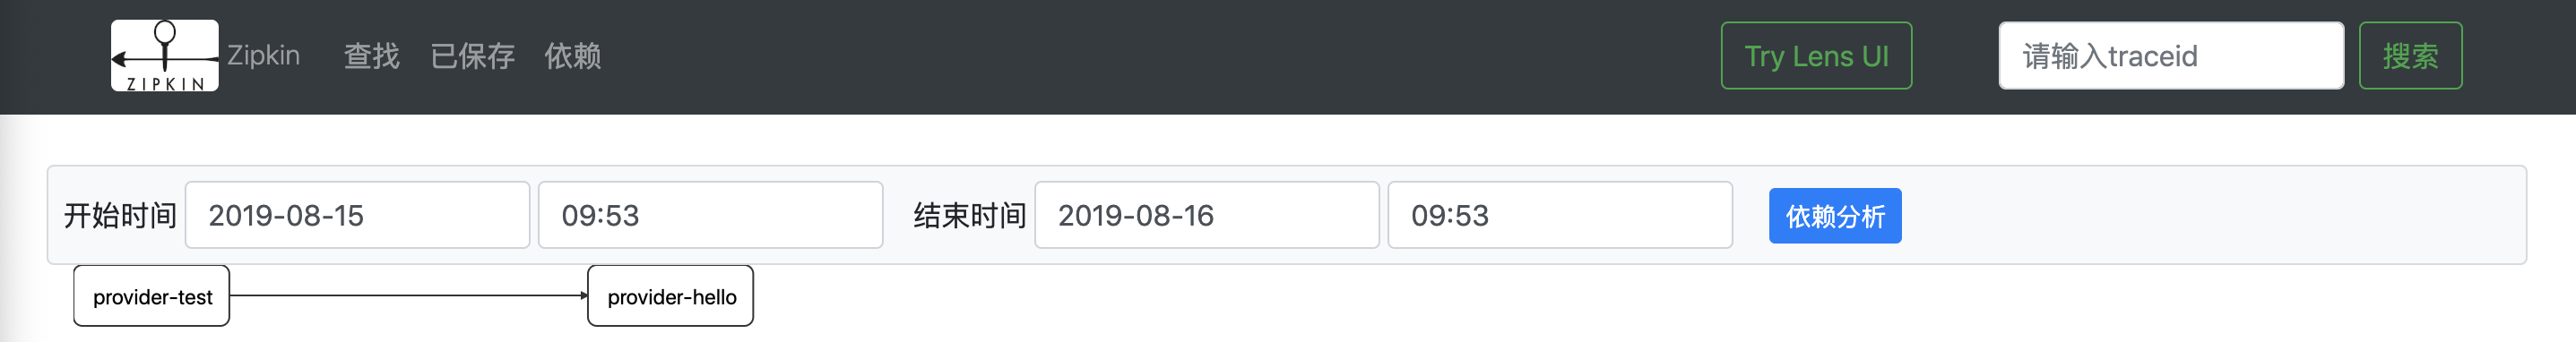 ZIPKIN Zipkin 查找 已保存 依赖 Try Lens UI 请输入traceid 搜索
开始时间 2019-08-15 09:53 结束时间 2019-08-16 09:53 依赖分析
provider-test provider-hello